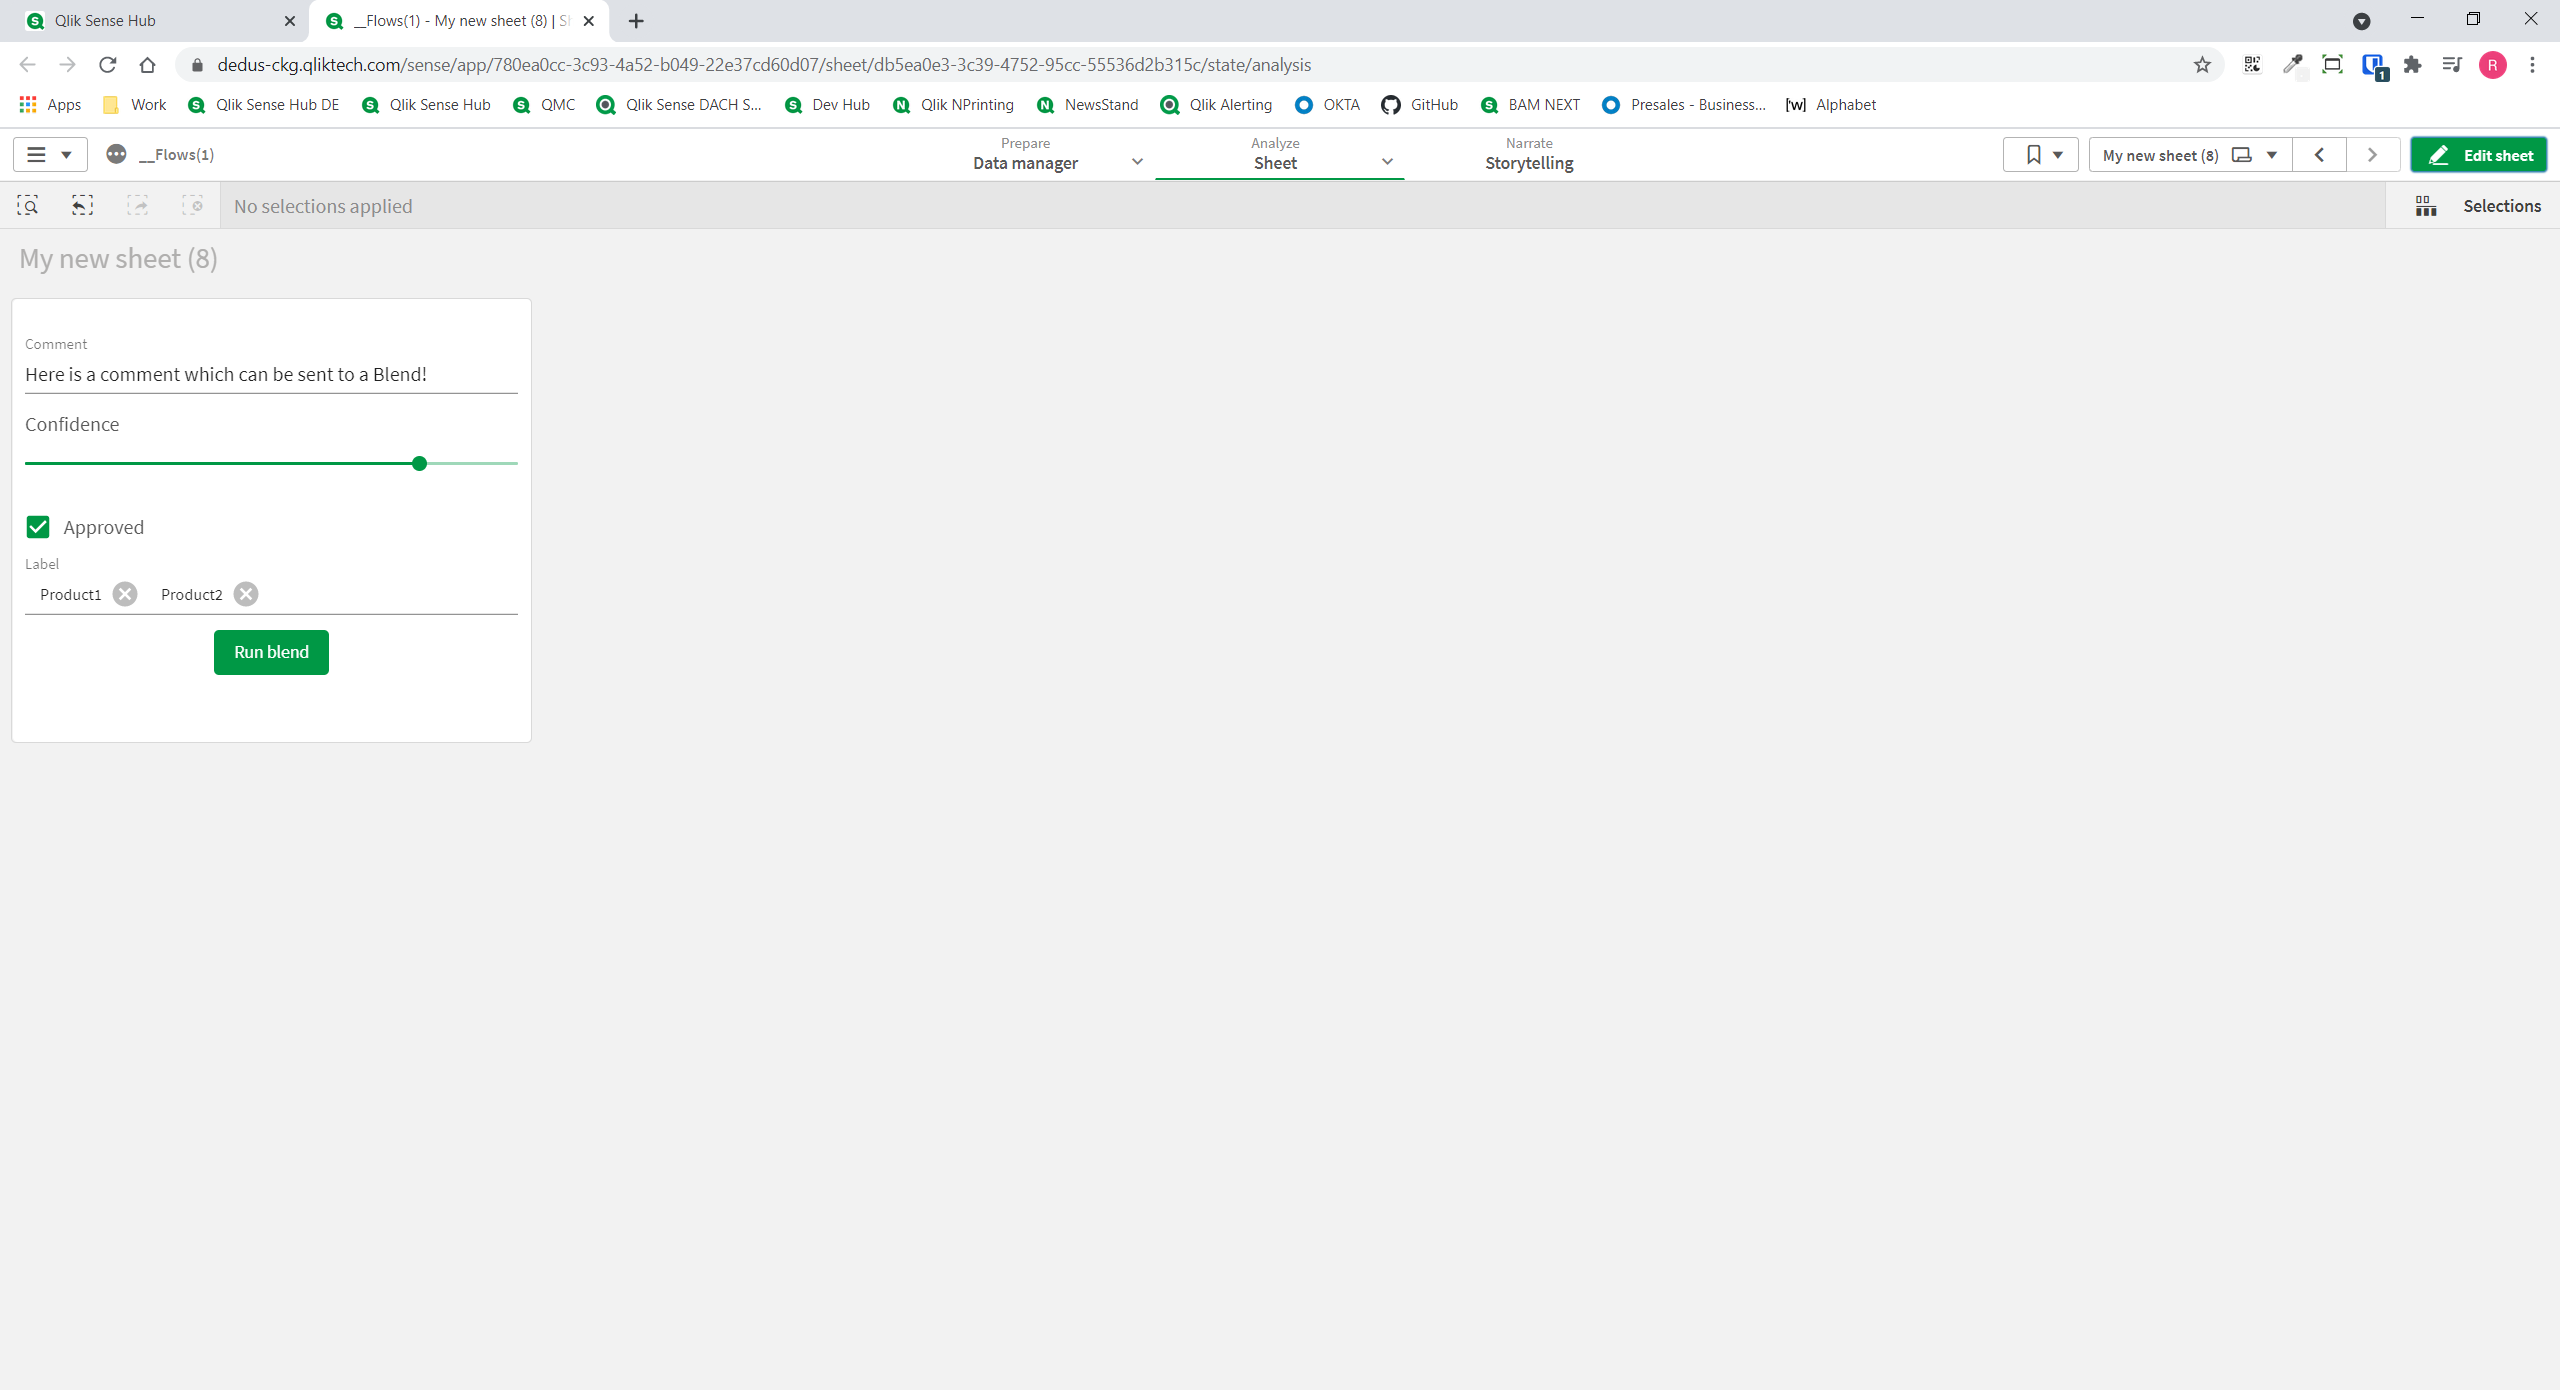 Qlik Sense Hub
__Flows(1) - My new sheet (8) | S
dedus-ckg.qliktech.com/sense/app/780ea0cc-3c93-4a52-b049-22e37cd60d07/sheet/db5ea0e3-3c39-4752-95cc-55536d2b315c/state/analysis
1
R
Apps Work Qlik Sense Hub DE Qlik Sense Hub QMC Qlik Sense DACH S... Dev Hub Qlik NPrinting NewsStand Qlik Alerting OKTA GitHub BAM NEXT Presales - Business... Alphabet
__Flows(1)
Prepare
Data manager
Analyze
Sheet
Narrate
Storytelling
My new sheet (8)
Edit sheet
No selections applied
Selections
My new sheet (8)
Comment
Here is a comment which can be sent to a Blend!
Confidence
Approved
Label
Product1 Product2
Run blend